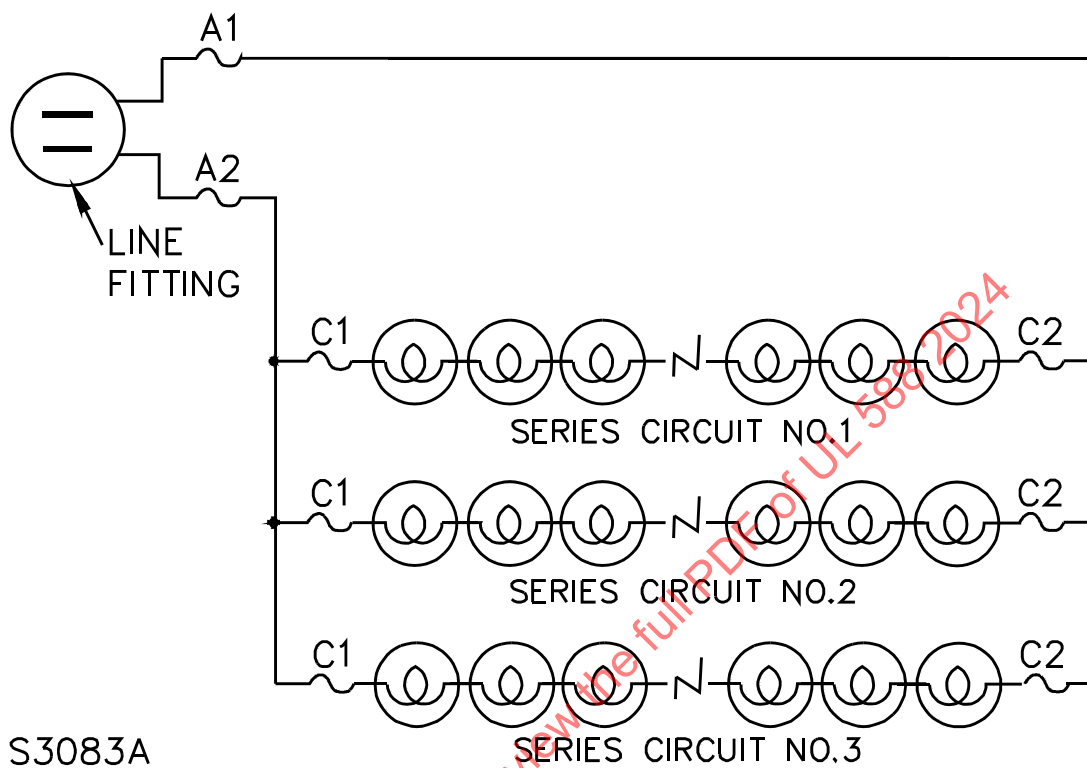 A1
A2
LINE
FITTING
C1
C2
SERIES CIRCUIT NO.1
C1
C2
SERIES CIRCUIT NO.2
C1
C2
SERIES CIRCUIT NO.3
S3083A
view the full PDF of UL 588 2024